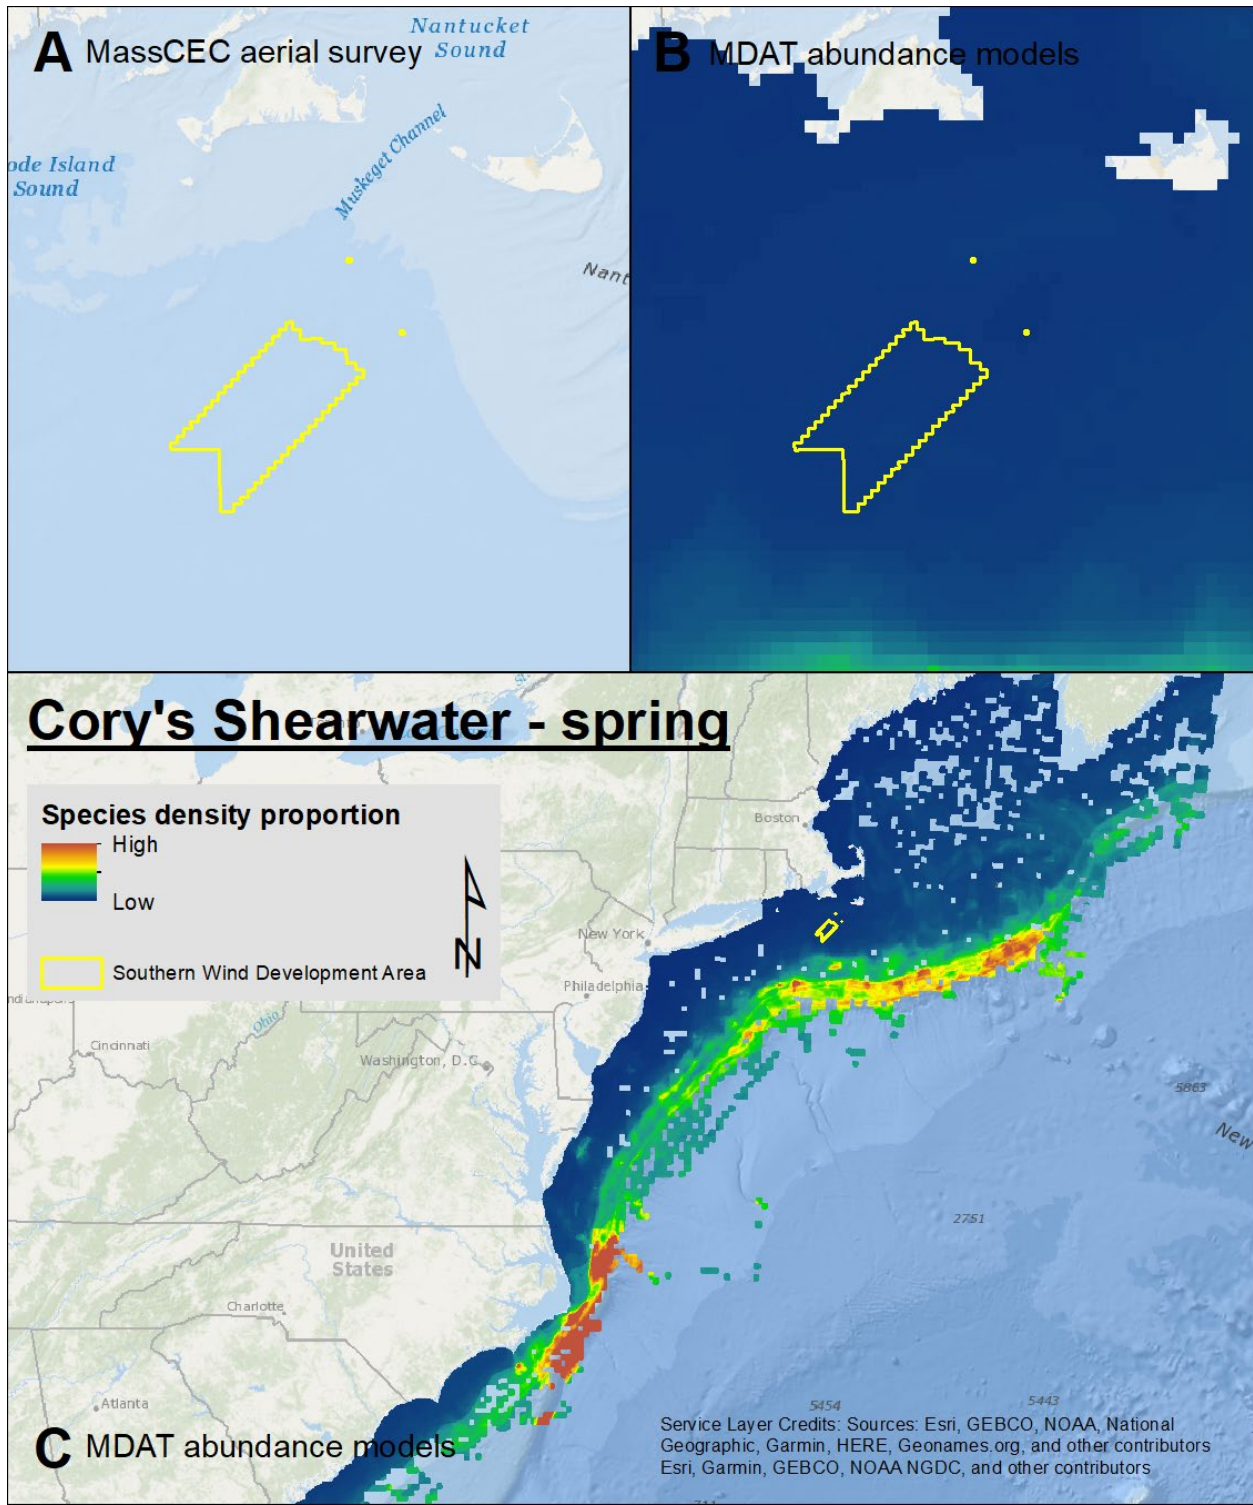 A MassCEC aerial survey
Nantucket
Sound
ode Island
Sound
Muskeget Channel
Nant
B MDAT abundance models
Cory's Shearwater - spring
Species density proportion
High
Low
N
Southern Wind Development Area
Boston
New York
Philadelphia
Ohio
Cincinnati
Washington, D.C.
5863
New
2751
United
States
Charlotte
Atlanta
5454
5443
C MDAT abundance models
Service Layer Credits: Sources: Esri, GEBCO, NOAA, National
Geographic, Garmin, HERE, Geonames.org, and other contributors
Esri, Garmin, GEBCO, NOAA NGDC, and other contributors